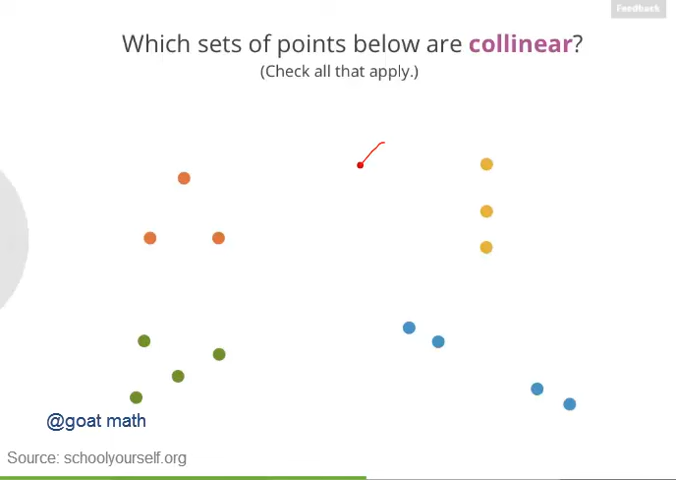 Feedback
Which sets of points below are collinear?
(Check all that apply.)
@goat math
Source: schoolyourself.org